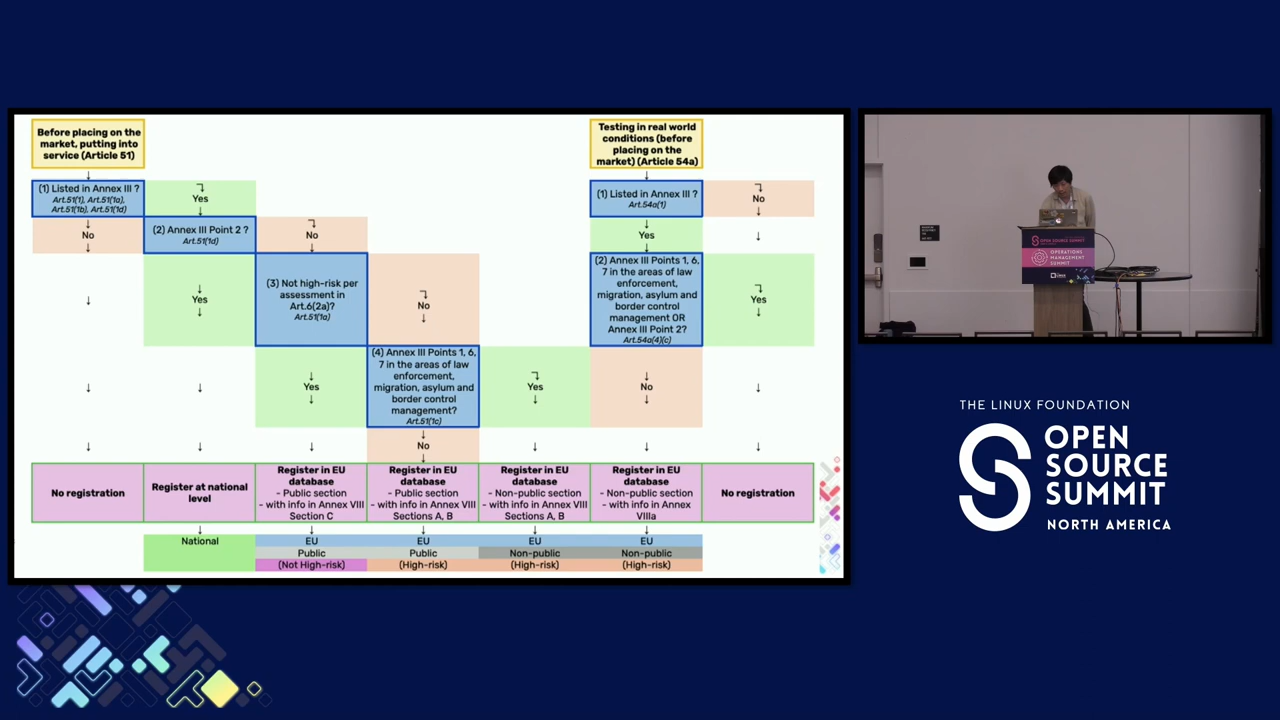 Before placing on the
market, putting into
service (Article 51)
Testing in real world
conditions (before
placing on the
market) (Article 54a)
(1) Listed in Annex III ?
Art.51(1), Art.51(1a),
Art.51(1b), Art.51(1d)
Yes
(1) Listed in Annex III ?
Art.54a(1)
No
No
(2) Annex III Point 2 ?
Art.51(1d)
No
Yes
Yes
(3) Not high-risk per
assessment in
Art.6(2a)?
Art.51(1a)
No
(2) Annex III Points 1, 6,
7 in the areas of law
enforcement,
migration, asylum and
border control
management OR
Annex III Point 2?
Art.54a(4)(c)
Yes
Yes
(4) Annex III Points 1, 6,
7 in the areas of law
enforcement,
migration, asylum and
border control
management?
Art.51(1c)
Yes
No
No
No registration
Register at national
level
Register in EU
database
- Public section
- with info in Annex VIII
Section C
Register in EU
database
- Public section
- with info in Annex VIII
Sections A, B
Register in EU
database
- Non-public section
- with info in Annex VIII
Sections A, B
Register in EU
database
- Non-public section
- with info in Annex
VIIIa
No registration
National
EU
Public
(Not High-risk)
EU
Public
(High-risk)
EU
Non-public
(High-risk)
EU
Non-public
(High-risk)
OPEN SOURCE SUMMIT
OPERATIONS
MANAGEMENT
SUMMIT
THE LINUX FOUNDATION
OPEN
SOURCE
SUMMIT
NORTH AMERICA